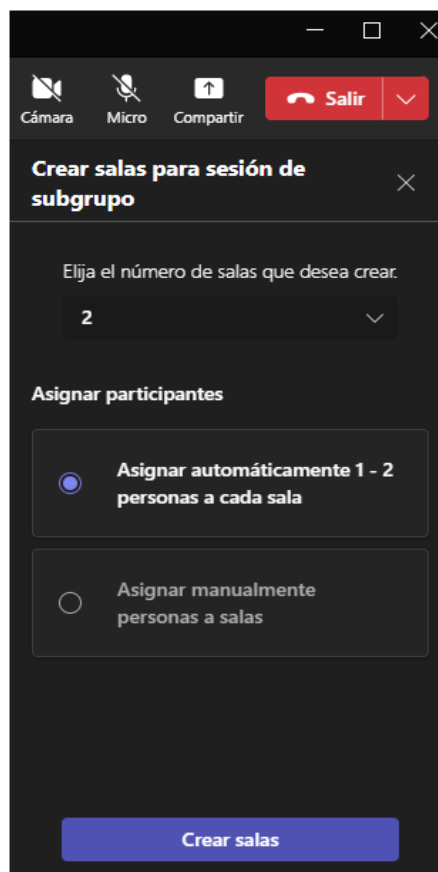 Cámara Micro Compartir Salir
Crear salas para sesión de
subgrupo
Elija el número de salas que desea crear.
2
Asignar participantes
Asignar automáticamente 1 - 2
personas a cada sala
Asignar manualmente
personas a salas
Crear salas